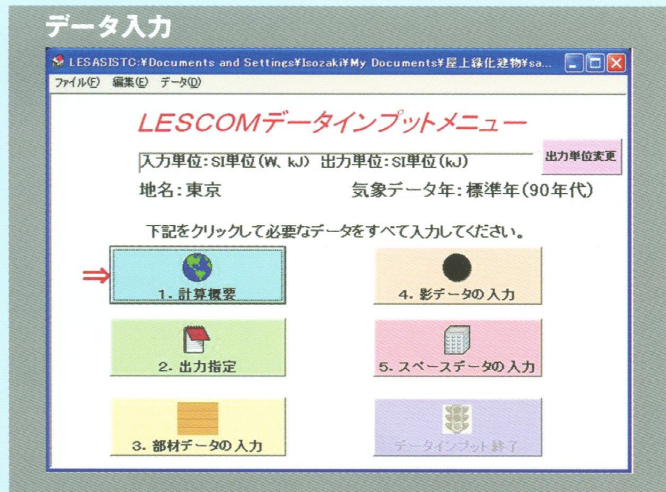 データ入力
LESASISTC:¥Documents and Settings¥Isozaki¥My Documents¥屋上緑化建物¥sa...
ファイル(F) 編集(E) データ(D)
LESCOMデータインプットメニュー
入力単位:SI単位(W、kJ) 出力単位:SI単位(kJ)
出力単位変更
地名:東京 気象データ年:標準年(90年代)
下記をクリックして必要なデータをすべて入力してください。
⇒
1. 計算概要
4. 影データの入力
2. 出力指定
5. スペースデータの入力
3. 部材データの入力
データインプット終了